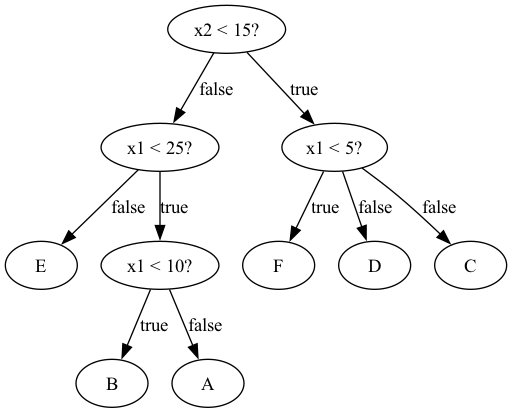 x2 < 15?
false
true
x1 < 25?
x1 < 5?
false
true
true
false
false
E
x1 < 10?
F
D
C
true
false
B
A